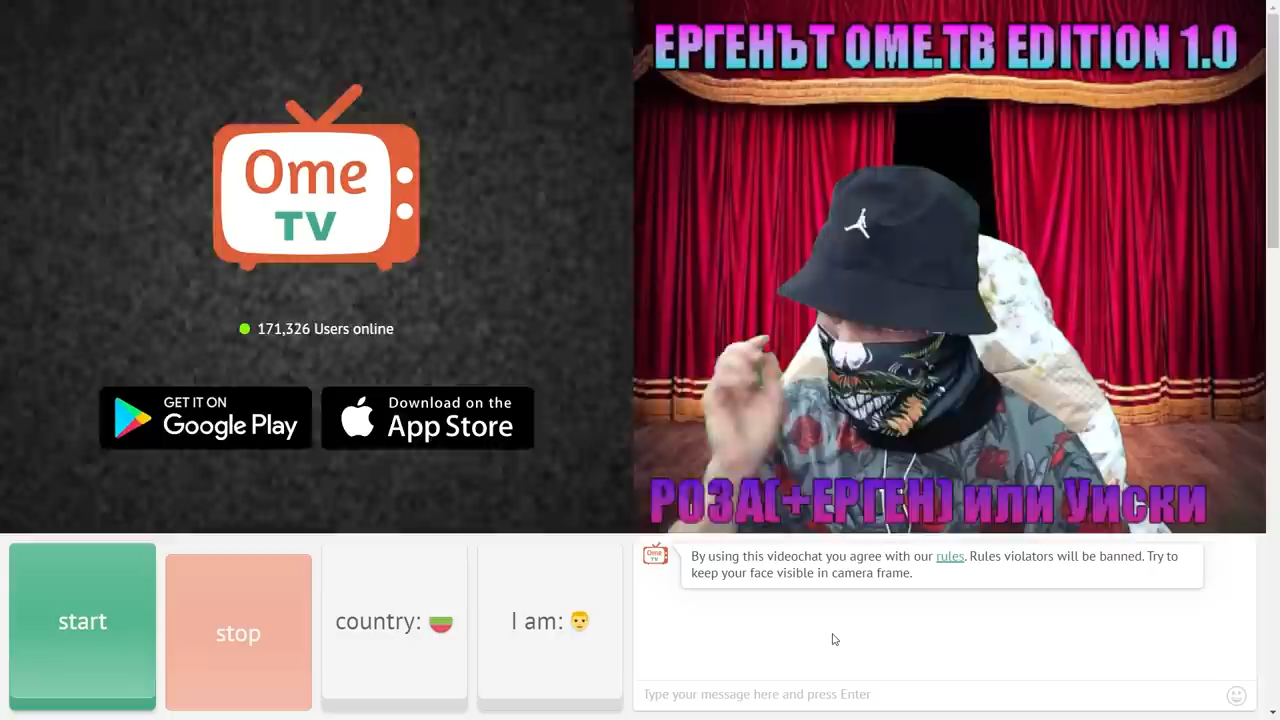 Ome
TV
171,326 Users online
GET IT ON
Google Play
Download on the
App Store
ЕРГЕНЪТ OME.ТВ EDITION 1.0
РОЗА(+ЕРГЕН) или Уиски
start
stop
country:
I am:
Ome
TV
By using this videochat you agree with our rules. Rules violators will be banned. Try to
keep your face visible in camera frame.
Type your message here and press Enter